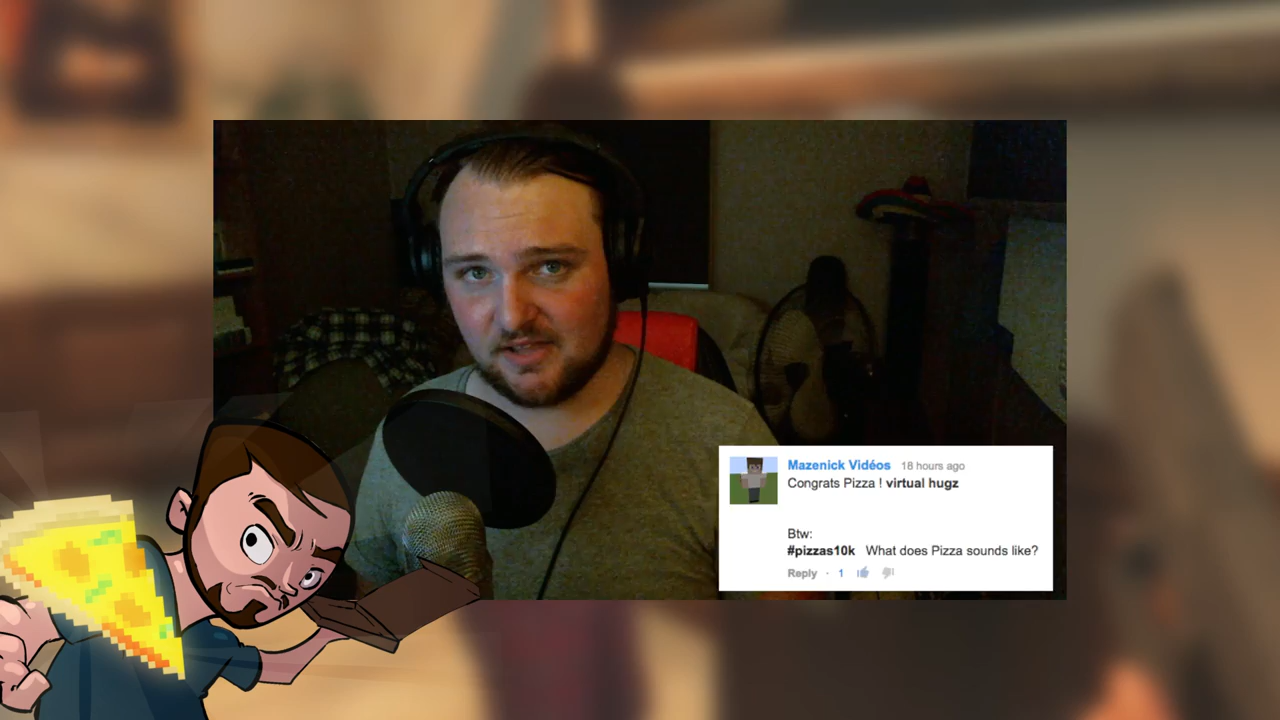 Mazenick Vidéos 18 hours ago
Congrats Pizza ! virtual hugz
Btw:
#pizzas10k What does Pizza sounds like?
Reply · 1